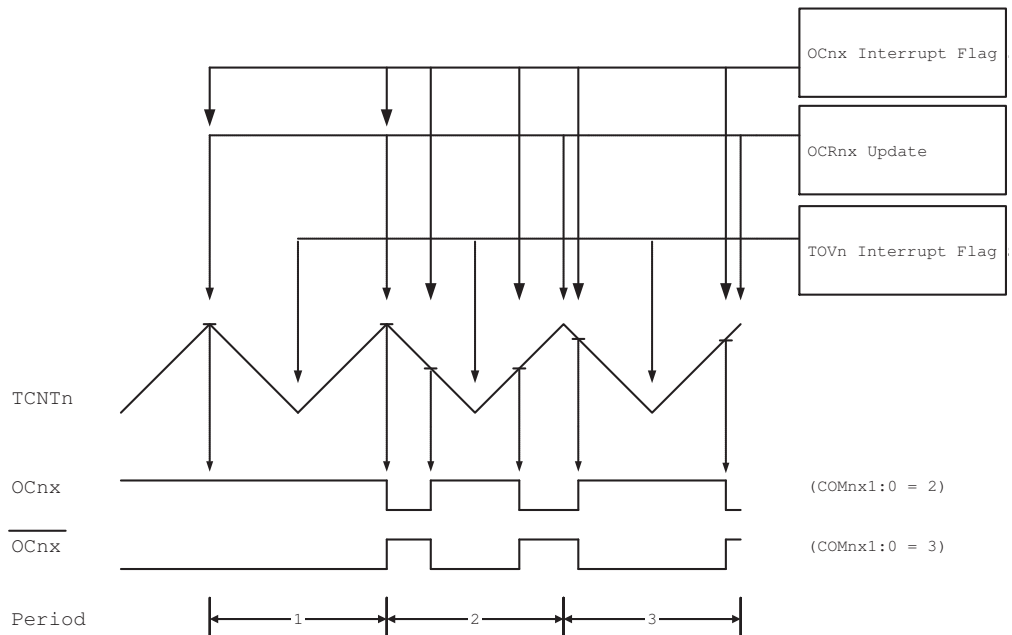 OCnx Interrupt Flag
OCRnx Update
TOVn Interrupt Flag
TCNTn
OCnx
(COMnx1:0 = 2)
OCnx
(COMnx1:0 = 3)
Period
1
2
3